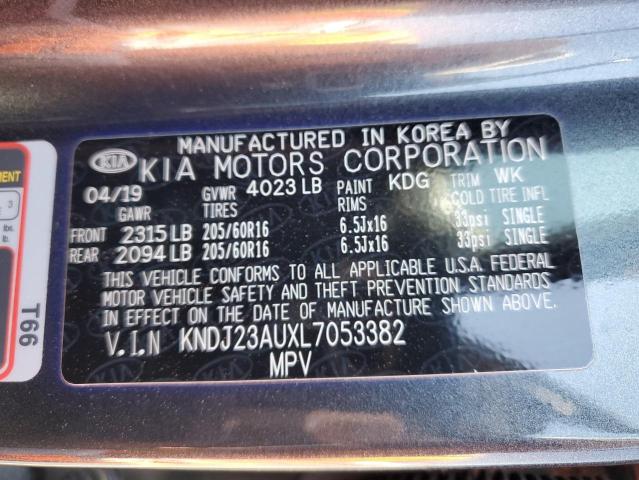 MANUFACTURED IN KOREA BY
KIA KIA MOTORS CORPORATION
04/19 GVWR 4023 LB PAINT KDG TRIM WK
GAWR TIRES RIMS COLD TIRE INFL
FRONT 2315 LB 205/60R16 6.5Jx16 33psi SINGLE
REAR 2094 LB 205/60R16 6.5Jx16 33psi SINGLE
THIS VEHICLE CONFORMS TO ALL APPLICABLE U.S.A. FEDERAL
MOTOR VEHICLE SAFETY AND THEFT PREVENTION STANDARDS
IN EFFECT ON THE DATE OF MANUFACTURE SHOWN ABOVE.
V.I.N KNDJ23AUXL7053382
MPV
3
lbs.
T66